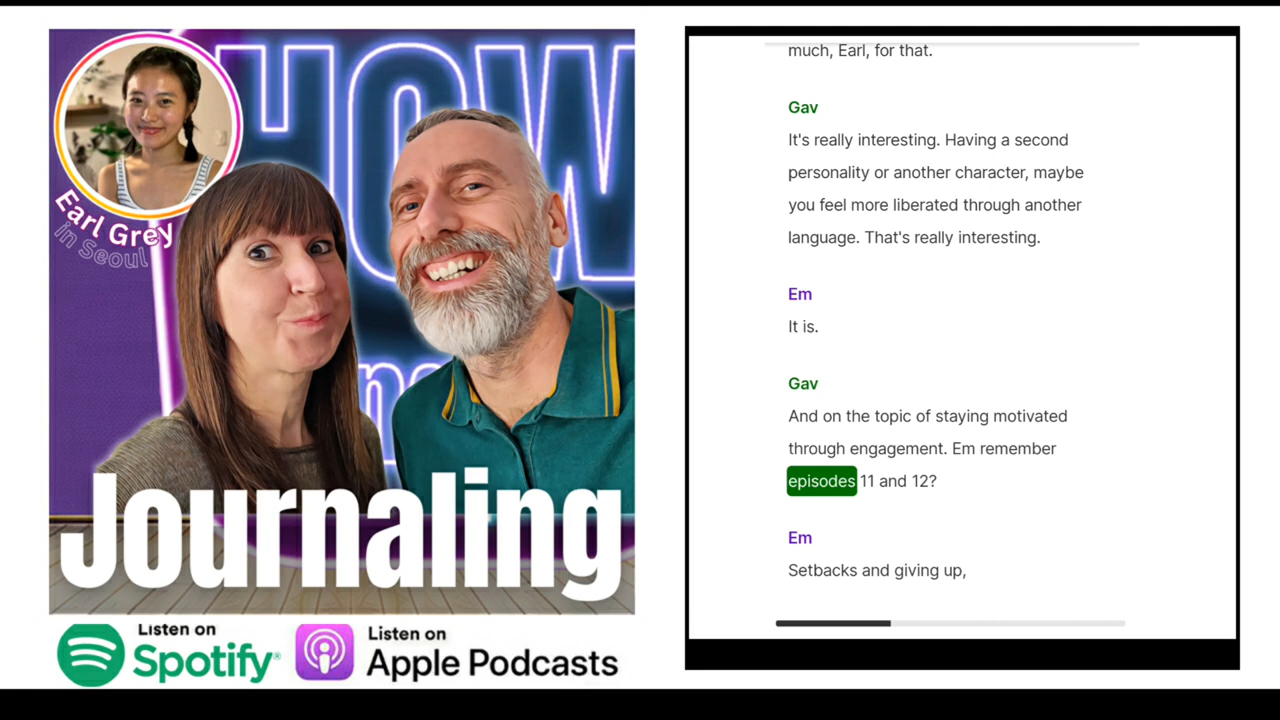 HOW
Earl Grey
in Seoul
Journaling
Listen on
Spotify®
Listen on
Apple Podcasts
much, Earl, for that.
Gav
It's really interesting. Having a second
personality or another character, maybe
you feel more liberated through another
language. That's really interesting.
Em
It is.
Gav
And on the topic of staying motivated
through engagement. Em remember
episodes 11 and 12?
Em
Setbacks and giving up,